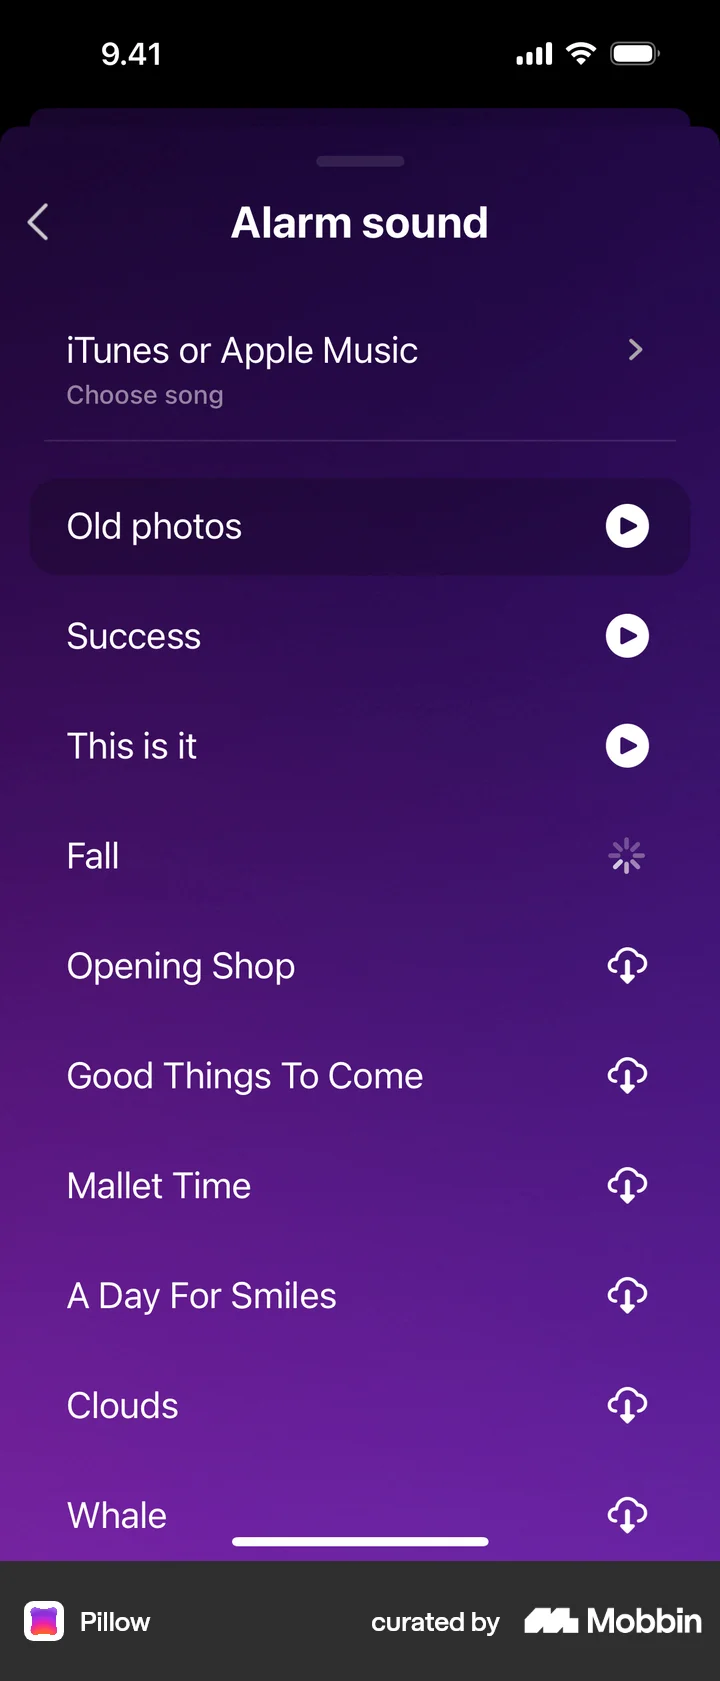 9.41
Alarm sound
iTunes or Apple Music
Choose song
Old photos
Success
This is it
Fall
Opening Shop
Good Things To Come
Mallet Time
A Day For Smiles
Clouds
Whale
Pillow
curated by Mobbin